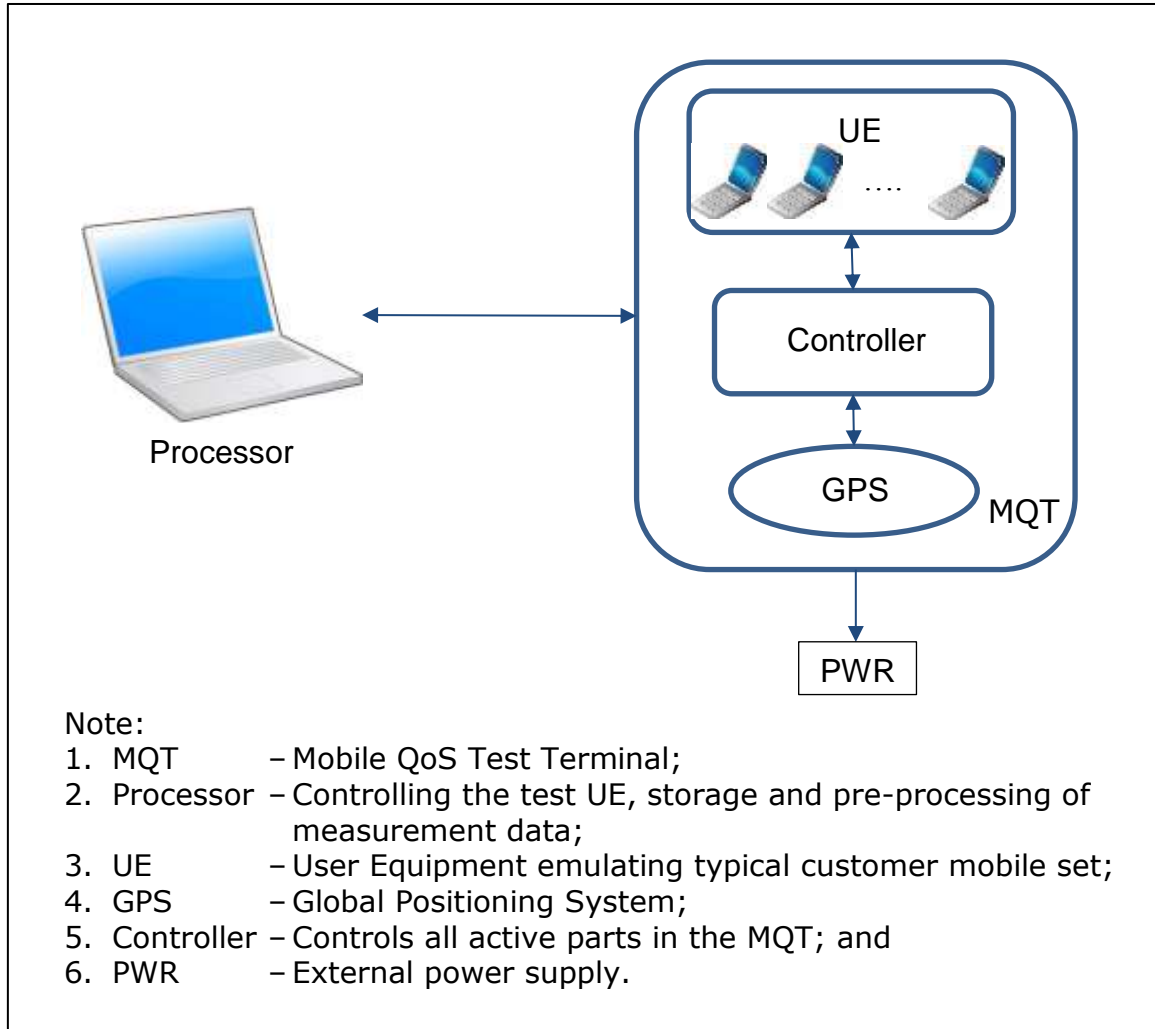 UE
....
Controller
Processor
GPS
MQT
PWR
Note:
1. MQT – Mobile QoS Test Terminal;
2. Processor – Controlling the test UE, storage and pre-processing of
measurement data;
3. UE – User Equipment emulating typical customer mobile set;
4. GPS – Global Positioning System;
5. Controller – Controls all active parts in the MQT; and
6. PWR – External power supply.